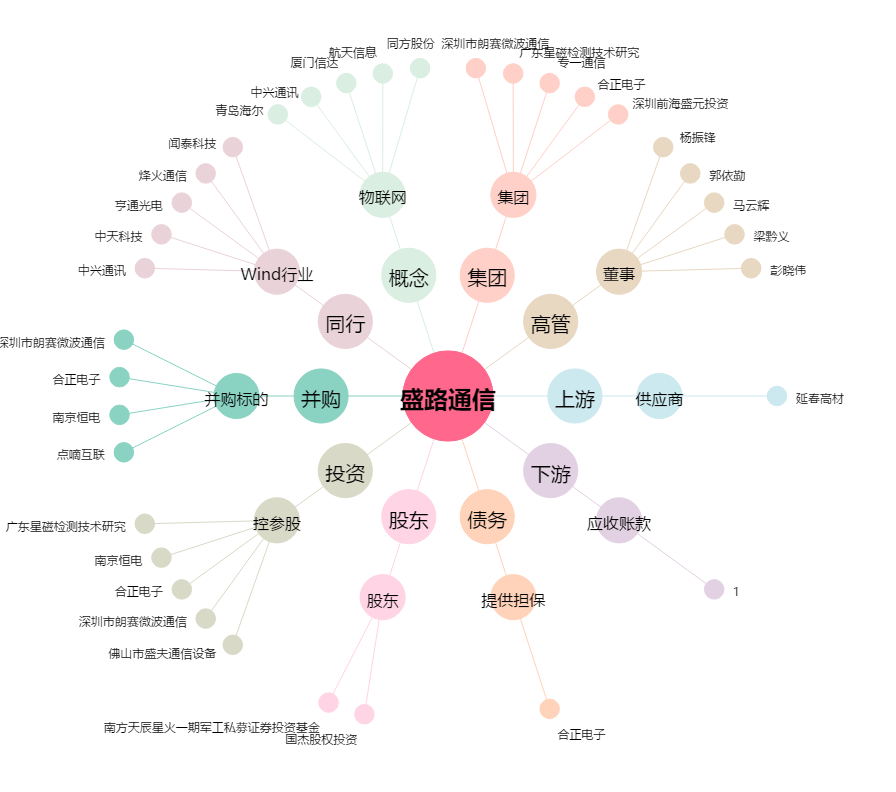 同方股份
深圳市朗赛微波通信
航天信息
广东星磁检测技术研究
厦门信达
专一通信
中兴通讯
合正电子
青岛海尔
深圳前海盛元投资
闻泰科技
杨振锋
烽火通信
郭依勤
物联网
集团
亨通光电
马云辉
中天科技
梁黔义
中兴通讯
彭晓伟
Wind行业
概念
集团
董事
同行
高管
深圳市朗赛微波通信
合正电子
并购标的
并购
盛路通信
上游
供应商
延春高材
南京恒电
点嘀互联
投资
下游
广东星磁检测技术研究
控参股
股东
债务
应收账款
南京恒电
合正电子
股东
提供担保
1
深圳市朗赛微波通信
佛山市盛夫通信设备
南方天辰星火一期军工私募证券投资基金
国杰股权投资
合正电子